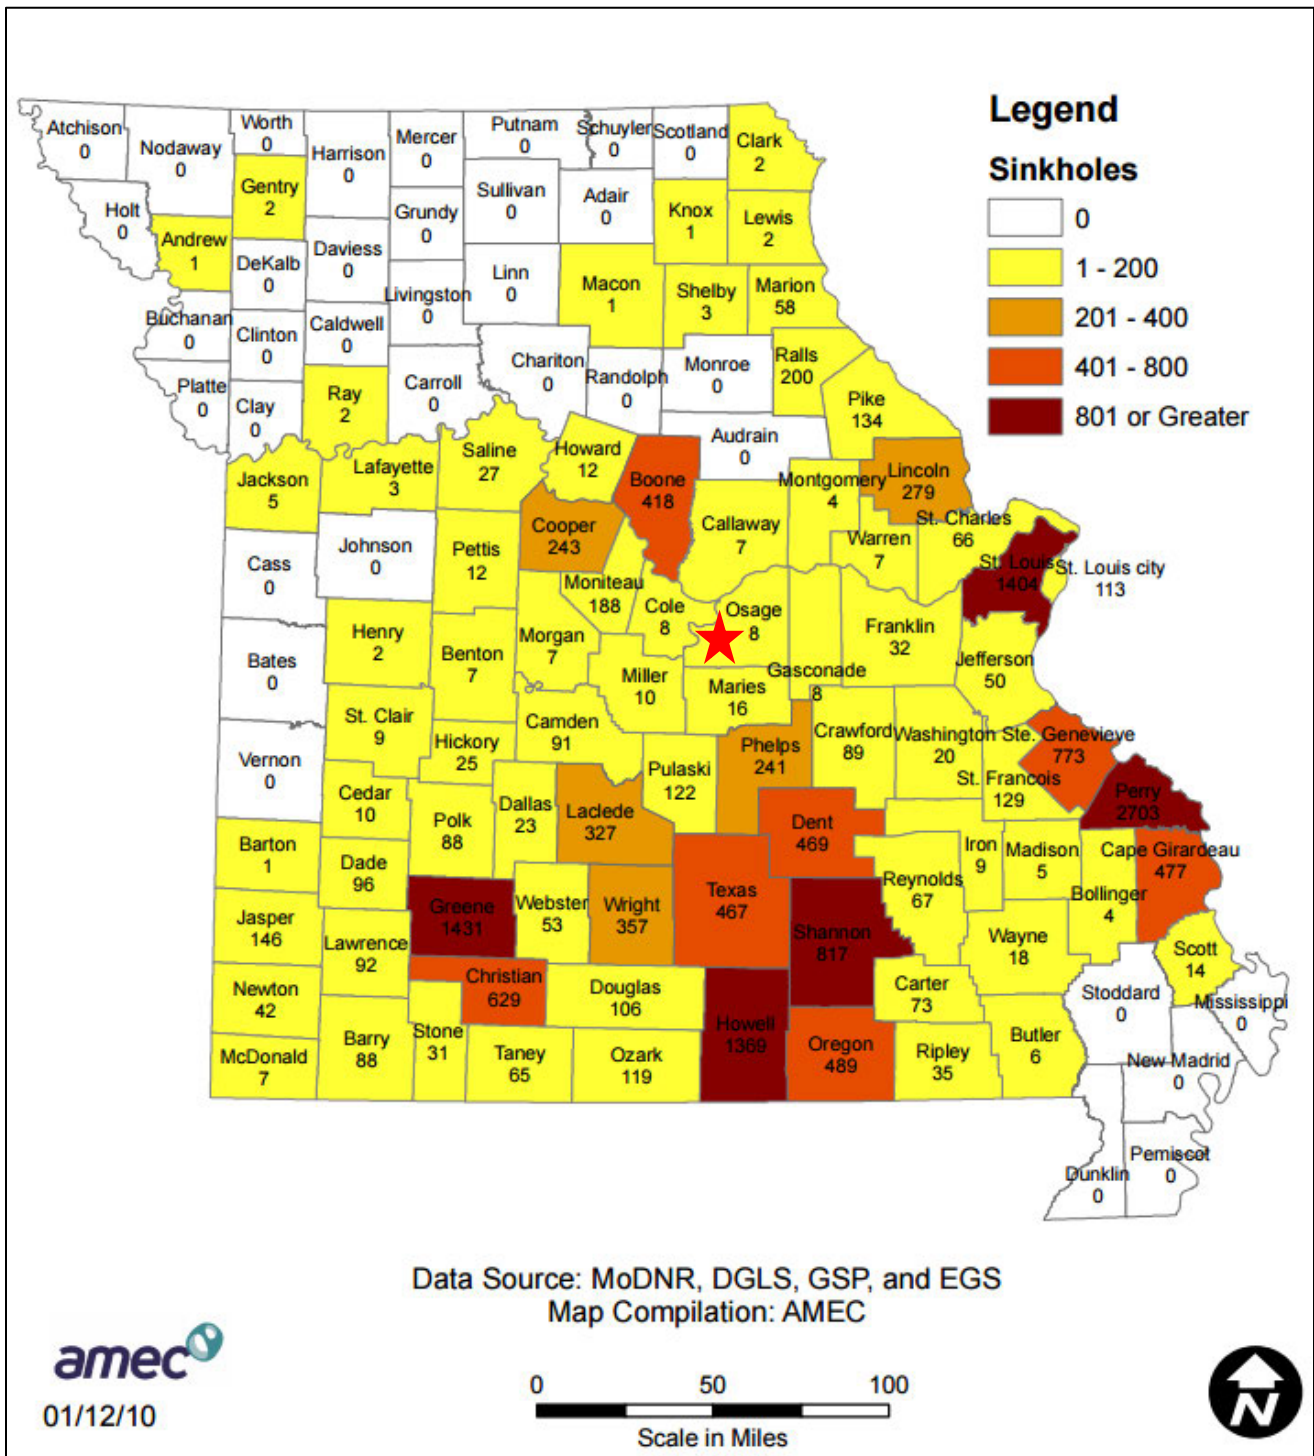 Legend
Sinkholes
0
1 - 200
201 - 400
401 - 800
801 or Greater
Atchison
0
Nodaway
0
Worth
0
Harrison
0
Mercer
0
Putnam
0
Schuyler
0
Scotland
0
Clark
2
Holt
0
Andrew
1
Gentry
2
DeKalb
0
Daviess
0
Grundy
0
Sullivan
0
Adair
0
Knox
1
Lewis
2
Linn
0
Macon
1
Shelby
3
Marion
58
Livingston
0
Buchanan
0
Clinton
0
Caldwell
0
Platte
0
Clay
0
Ray
2
Carroll
0
Chariton
0
Randolph
0
Monroe
0
Ralls
200
Pike
134
Audrain
0
Jackson
5
Lafayette
3
Saline
27
Howard
12
Boone
418
Callaway
7
Montgomery
4
Lincoln
279
Warren
7
St. Charles
66
St. Louis
1404
St. Louis city
113
Cass
0
Johnson
0
Pettis
12
Cooper
243
Moniteau
188
Cole
8
Osage
8
Gasconade
8
Franklin
32
Jefferson
50
Bates
0
Henry
2
Benton
7
Morgan
7
Miller
10
Maries
16
Vernon
0
St. Clair
9
Hickory
25
Camden
91
Pulaski
122
Phelps
241
Crawford
89
Washington
20
Ste. Genevieve
773
St. Francois
129
Perry
2703
Cedar
10
Polk
88
Dallas
23
Laclede
327
Dent
469
Iron
9
Madison
5
Cape Girardeau
477
Bollinger
4
Barton
1
Dade
96
Greene
1431
Webster
53
Wright
357
Texas
467
Shannon
817
Reynolds
67
Wayne
18
Scott
14
Jasper
146
Lawrence
92
Christian
629
Douglas
106
Howell
1369
Carter
73
Stoddard
0
Mississippi
0
Newton
42
Barry
88
Stone
31
Taney
65
Ozark
119
Oregon
489
Ripley
35
Butler
6
New Madrid
0
McDonald
7
Dunklin
0
Pemiscot
0
Data Source: MoDNR, DGLS, GSP, and EGS
Map Compilation: AMEC
amec
01/12/10
0 50 100
Scale in Miles
N